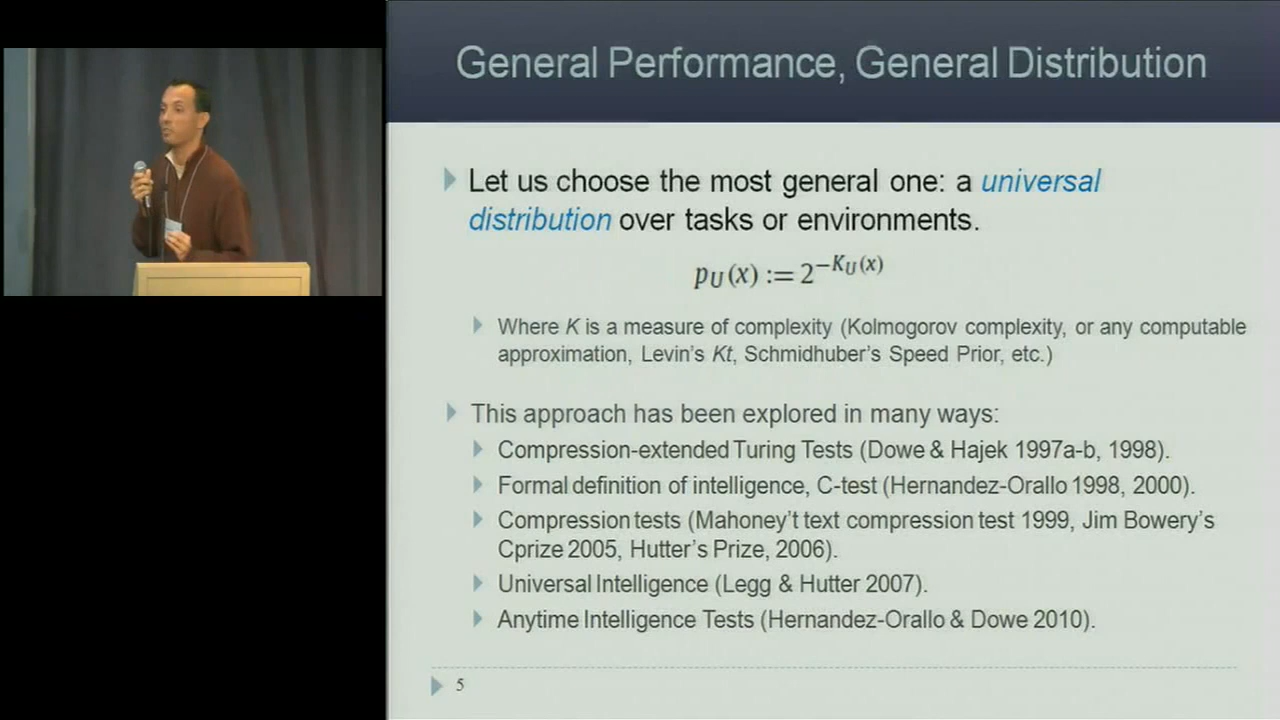 General Performance, General Distribution
Let us choose the most general one: a universal
distribution over tasks or environments.
p_U(x) := 2^{-K_U(x)}
Where K is a measure of complexity (Kolmogorov complexity, or any computable
approximation, Levin's Kt, Schmidhuber's Speed Prior, etc.)
This approach has been explored in many ways:
Compression-extended Turing Tests (Dowe & Hajek 1997a-b, 1998).
Formal definition of intelligence, C-test (Hernandez-Orallo 1998, 2000).
Compression tests (Mahoney't text compression test 1999, Jim Bowery's
Cprize 2005, Hutter's Prize, 2006).
Universal Intelligence (Legg & Hutter 2007).
Anytime Intelligence Tests (Hernandez-Orallo & Dowe 2010).
5